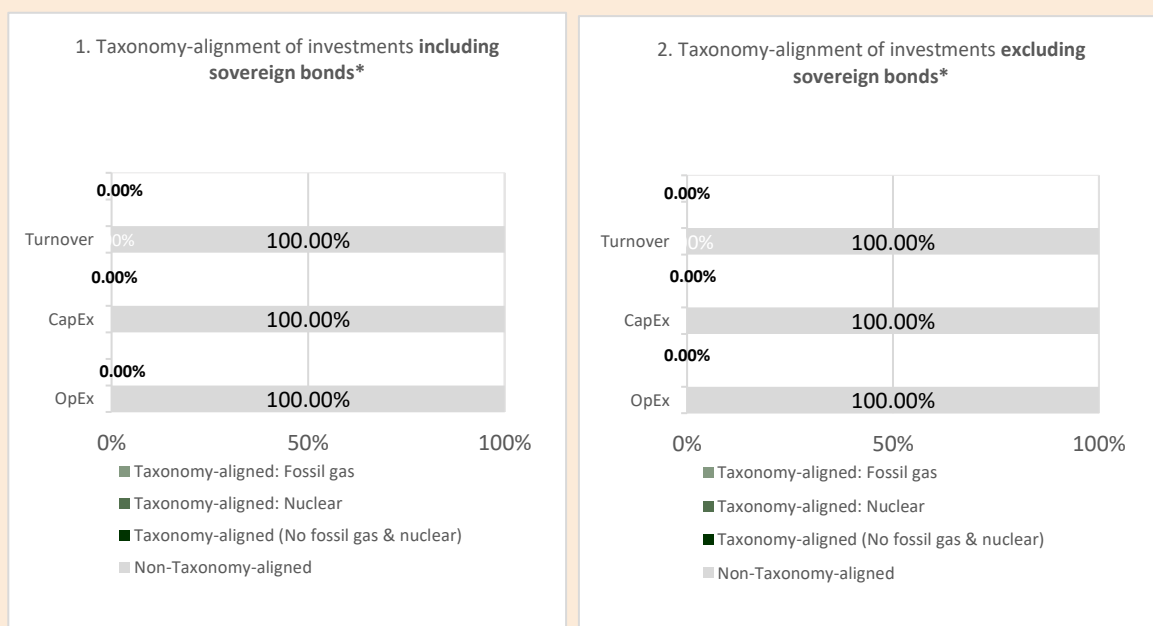 1. Taxonomy-alignment of investments including
sovereign bonds*
0.00%
Turnover 100.00%
0.00%
CapEx 100.00%
0.00%
OpEx 100.00%
0% 50% 100%
Taxonomy-aligned: Fossil gas
Taxonomy-aligned: Nuclear
Taxonomy-aligned (No fossil gas & nuclear)
Non-Taxonomy-aligned
2. Taxonomy-alignment of investments excluding
sovereign bonds*
0.00%
Turnover 100.00%
0.00%
CapEx 100.00%
0.00%
OpEx 100.00%
0% 50% 100%
Taxonomy-aligned: Fossil gas
Taxonomy-aligned: Nuclear
Taxonomy-aligned (No fossil gas & nuclear)
Non-Taxonomy-aligned